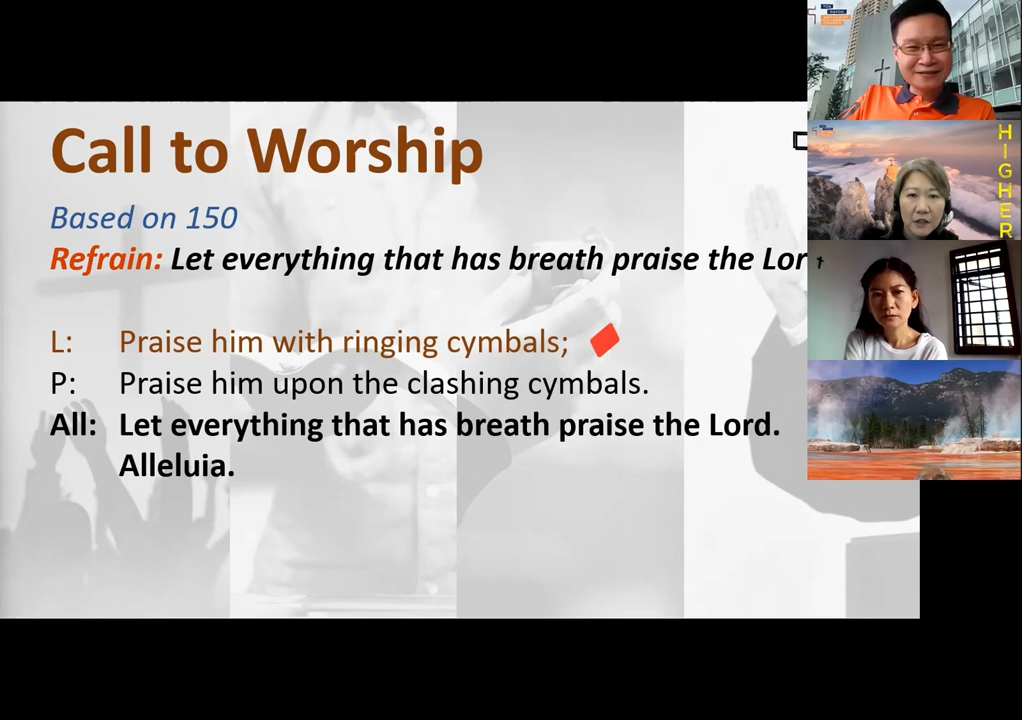 Call to Worship
Based on 150
Refrain: Let everything that has breath praise the Lor
L: Praise him with ringing cymbals;
P: Praise him upon the clashing cymbals.
All: Let everything that has breath praise the Lord.
Alleluia.
HIGHER